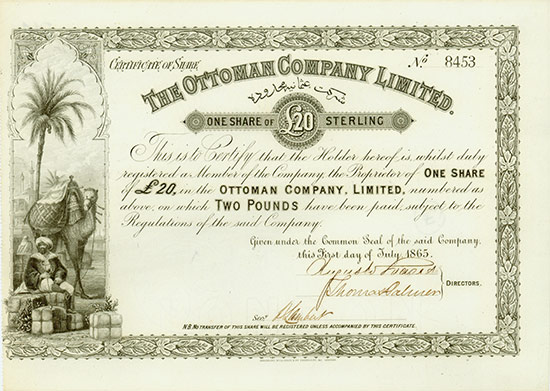 CERTIFICATE OF SHARE.
No 8453
THE OTTOMAN COMPANY LIMITED.
ONE SHARE OF £20 STERLING
This is to Certify that the Holder hereof is, whilst duly
registered a Member of the Company, the Proprietor of ONE SHARE
of £20, in the OTTOMAN COMPANY, LIMITED, numbered as
above, on which TWO POUNDS have been paid, subject to the
Regulations of the said Company.
Given under the Common Seal of the said Company,
this First day of July 1865.
Thomas Palmer
DIRECTORS.
Secy
N.B. NO TRANSFER OF THIS SHARE WILL BE REGISTERED UNLESS ACCOMPANIED BY THIS CERTIFICATE.